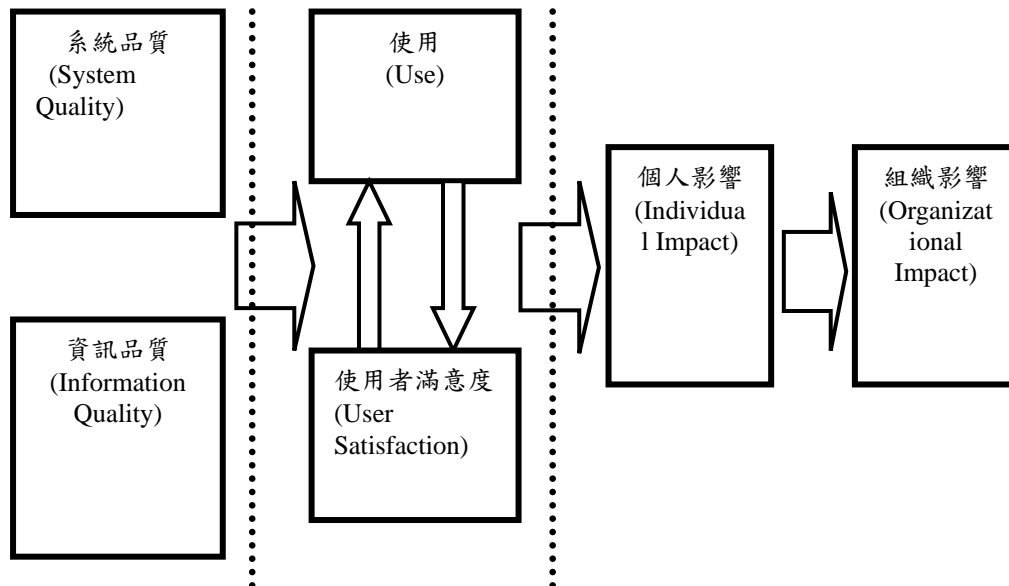 系統品質
(System
Quality)
資訊品質
(Information
Quality)
使用
(Use)
使用者滿意度
(User
Satisfaction)
個人影響
(Individua
l Impact)
組織影響
(Organizat
ional
Impact)